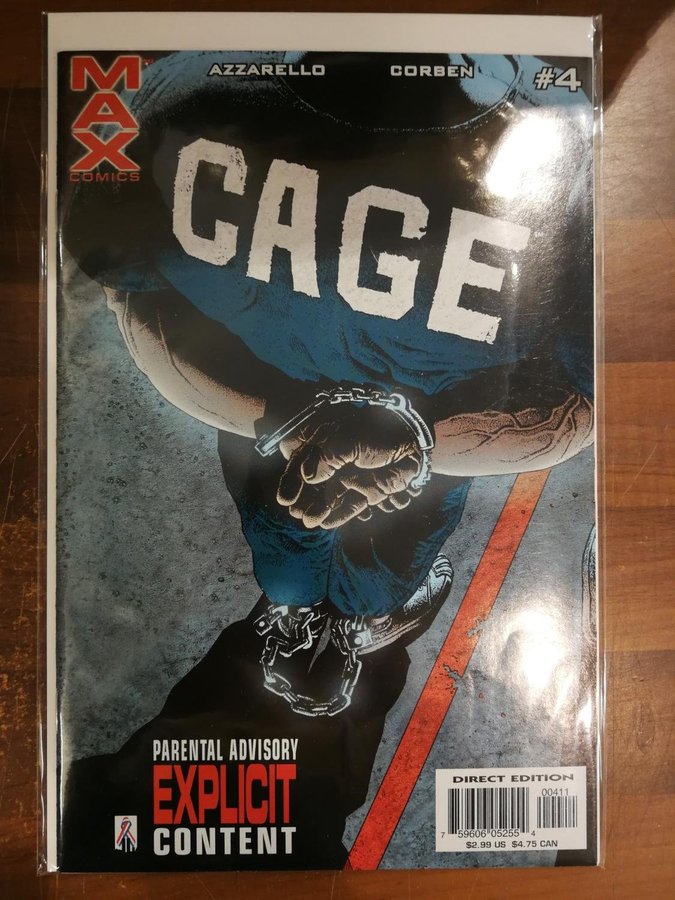 MAX
COMICS
AZZARELLO CORBEN #4
CAGE
PARENTAL ADVISORY
EXPLICIT
CONTENT
DIRECT EDITION
00411
7 59606 05255 4
$2.99 US $4.75 CAN